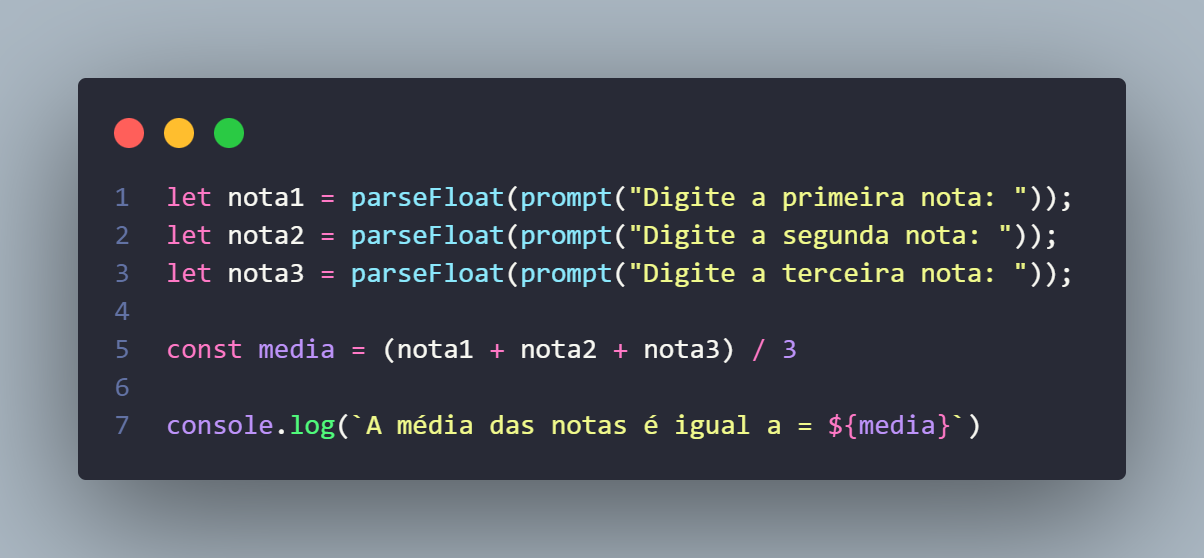 1 let nota1 = parseFloat(prompt("Digite a primeira nota: "));
2 let nota2 = parseFloat(prompt("Digite a segunda nota: "));
3 let nota3 = parseFloat(prompt("Digite a terceira nota: "));
4
5 const media = (nota1 + nota2 + nota3) / 3
6
7 console.log(`A média das notas é igual a = ${media}`)